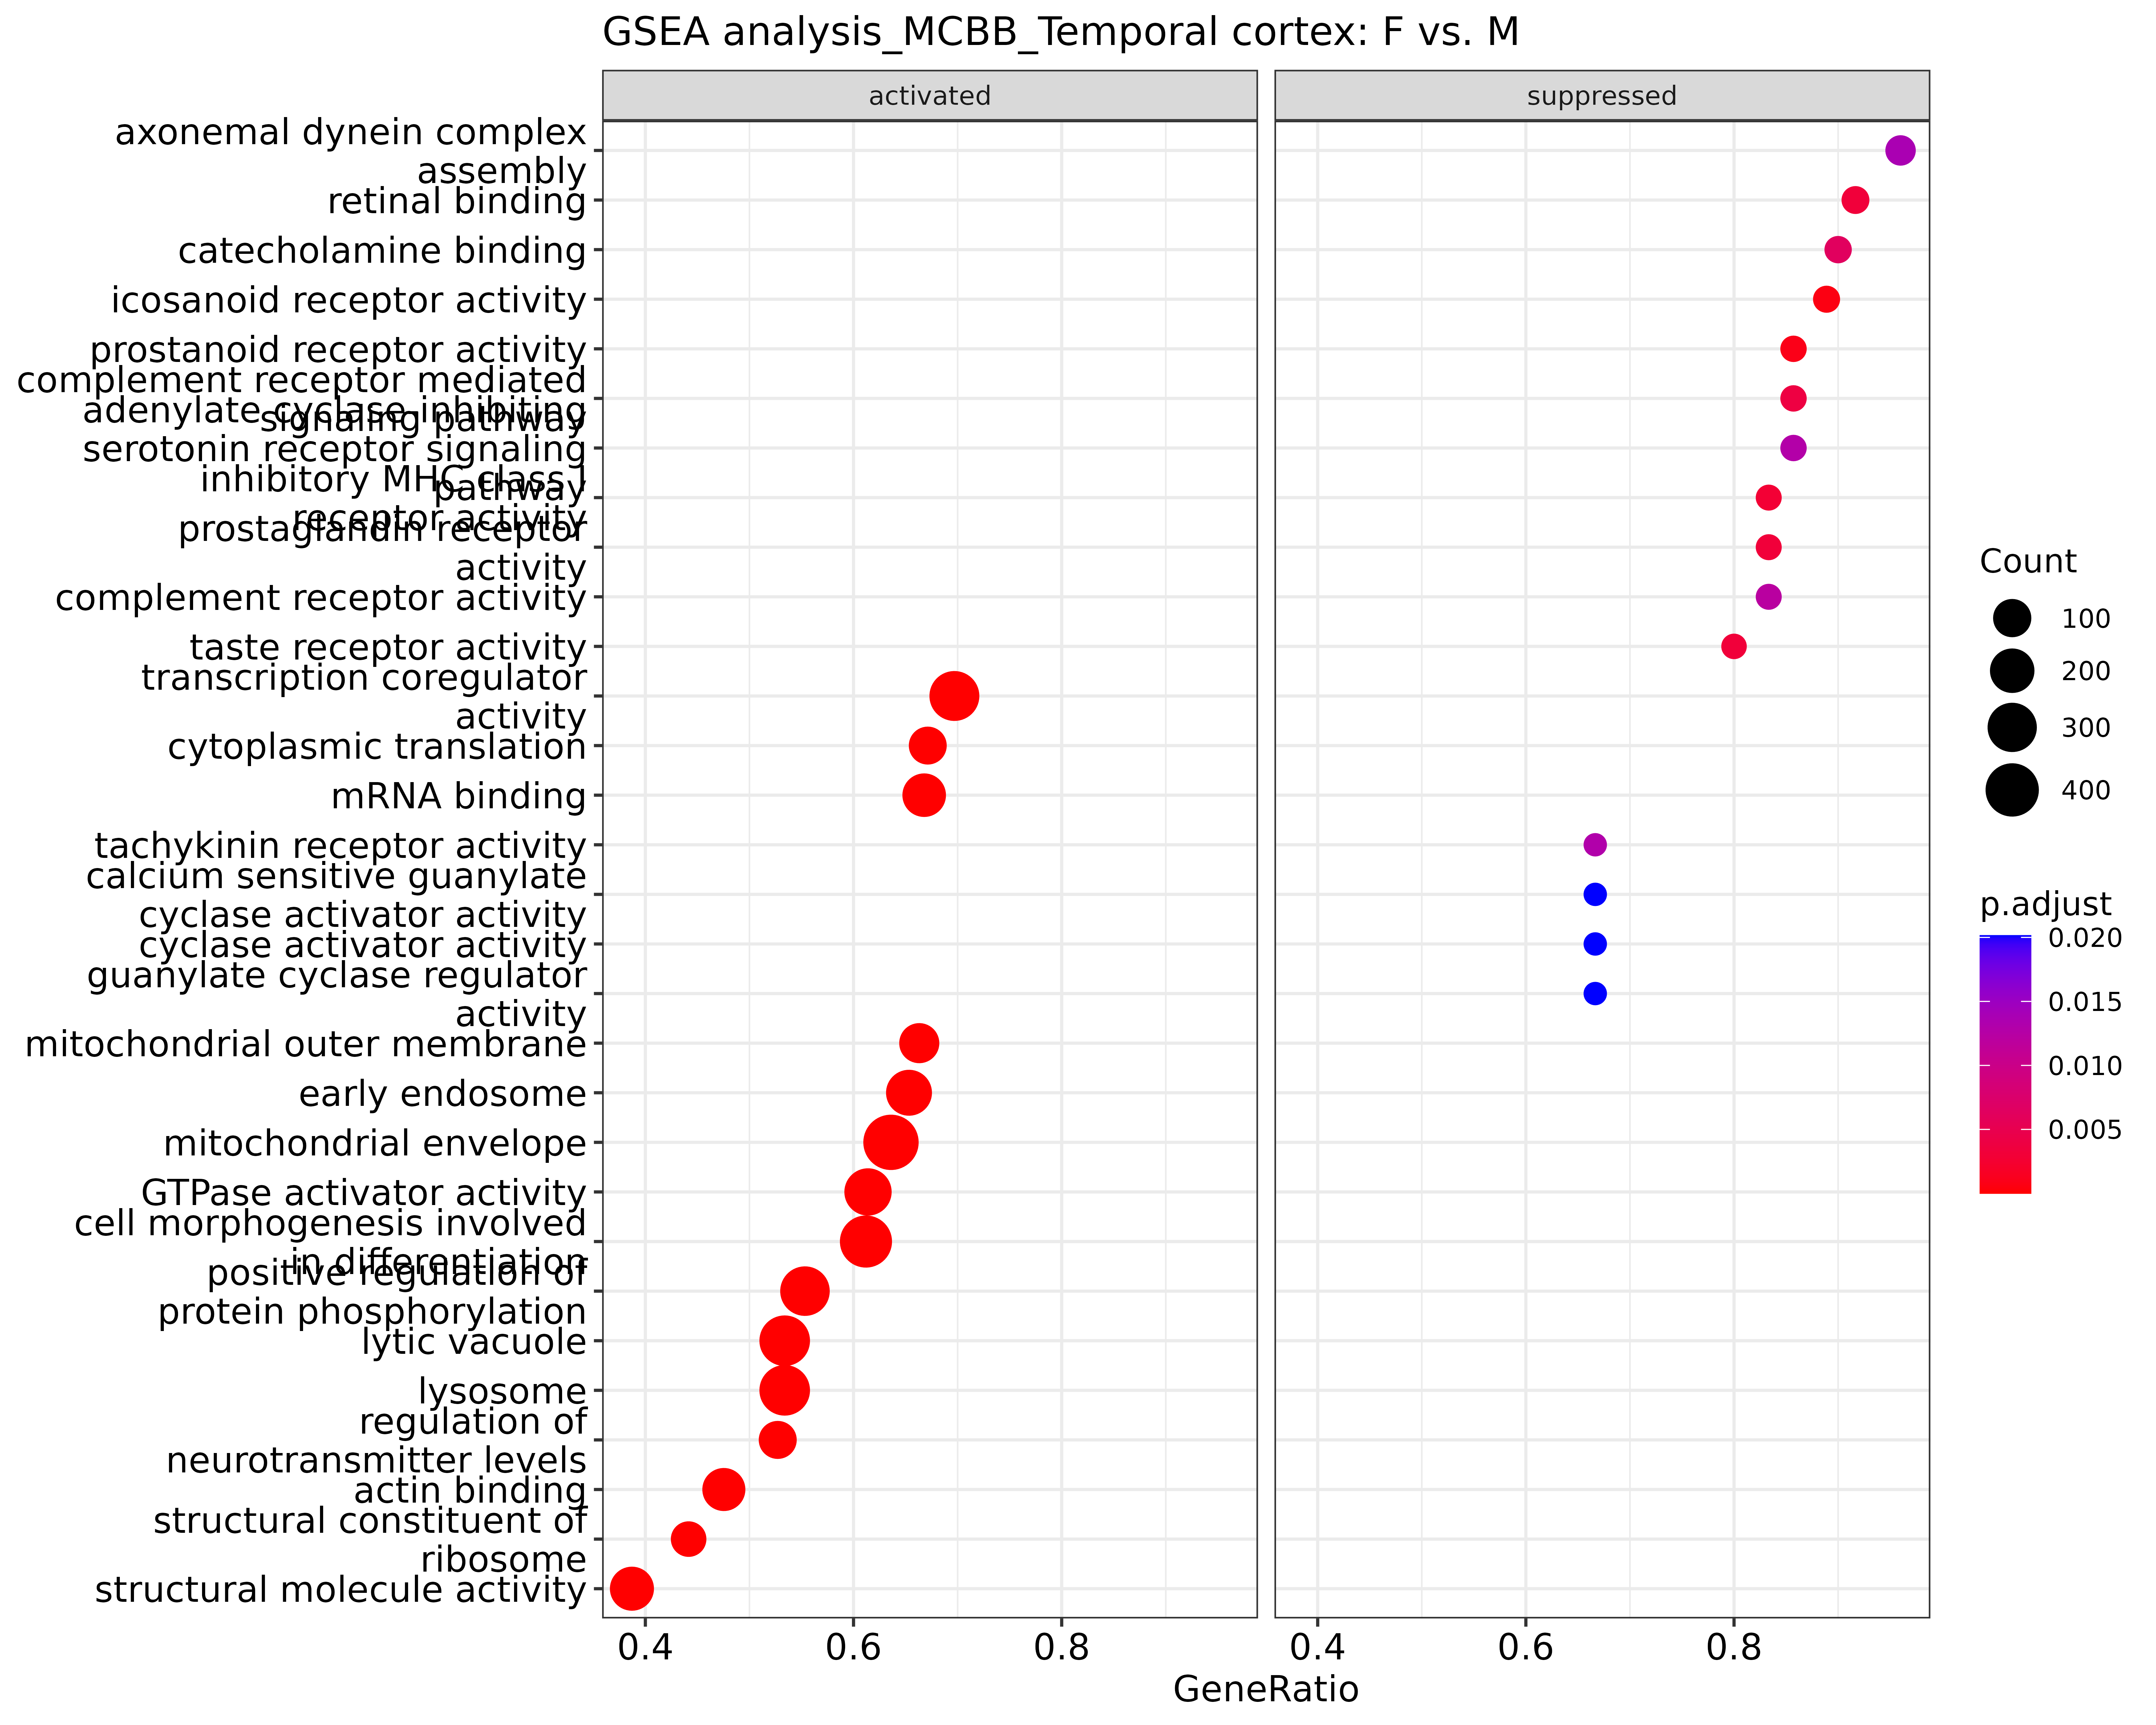 GSEA analysis_MCBB_Temporal cortex: F vs. M
activated
suppressed
axonemal dynein complex
assembly
retinal binding
catecholamine binding
icosanoid receptor activity
prostanoid receptor activity
complement receptor mediated
signaling pathway
adenylate cyclase-inhibiting
serotonin receptor signaling
pathway
inhibitory MHC class I
receptor activity
prostaglandin receptor
activity
complement receptor activity
taste receptor activity
transcription coregulator
activity
cytoplasmic translation
mRNA binding
tachykinin receptor activity
calcium sensitive guanylate
cyclase activator activity
cyclase activator activity
guanylate cyclase regulator
activity
mitochondrial outer membrane
early endosome
mitochondrial envelope
GTPase activator activity
cell morphogenesis involved
in differentiation
positive regulation of
protein phosphorylation
lytic vacuole
lysosome
regulation of
neurotransmitter levels
actin binding
structural constituent of
ribosome
structural molecule activity
0.4 0.6 0.8
0.4 0.6 0.8
GeneRatio
Count
100
200
300
400
p.adjust
0.020
0.015
0.010
0.005